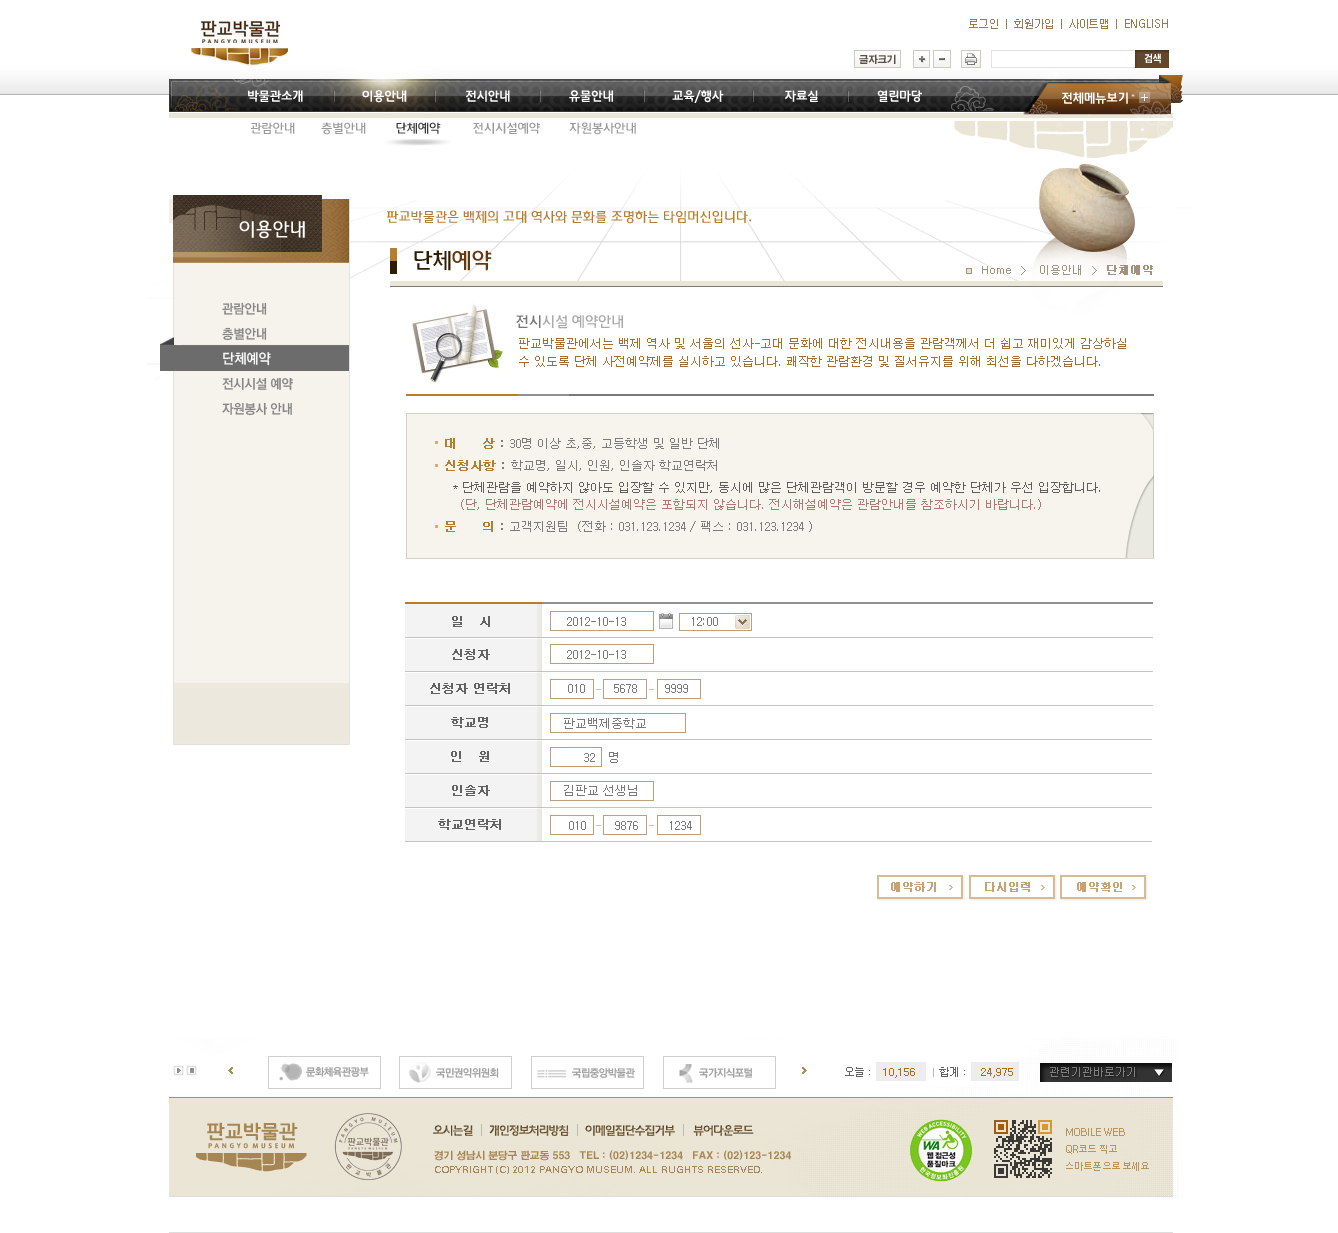 판교박물관
PANGYO MUSEUM
로그인 | 회원가입 | 사이트맵 | ENGLISH
글자크기 + - 검색
박물관소개 이용안내 전시안내 유물안내 교육/행사 자료실 열린마당 전체메뉴보기 +
관람안내 층별안내 단체예약 전시시설예약 자원봉사안내
이용안내
판교박물관은 백제의 고대 역사와 문화를 조명하는 타임머신입니다.
단체예약
Home > 이용안내 > 단체예약
관람안내
층별안내
단체예약
전시시설 예약
자원봉사 안내
전시시설 예약안내
판교박물관에서는 백제 역사 및 서울의 선사-고대 문화에 대한 전시내용을 관람객께서 더 쉽고 재미있게 감상하실
수 있도록 단체 사전예약제를 실시하고 있습니다. 쾌작한 관람환경 및 질서유지를 위해 최선을 다하겠습니다.
대 상 : 30명 이상 초,중, 고등학생 및 일반 단체
신청사항 : 학교명, 일시, 인원, 인솔자 학교연락처
* 단체관람을 예약하지 않아도 입장할 수 있지만, 동시에 많은 단체관람객이 방문할 경우 예약한 단체가 우선 입장합니다.
(단, 단체관람예약에 전시시설예약은 포함되지 않습니다. 전시해설예약은 관람안내를 참조하시기 바랍니다.)
문 의 : 고객지원팀 (전화 : 031.123.1234 / 팩스 : 031.123.1234 )
일 시 2012-10-13 12:00
신청자 2012-10-13
신청자 연락처 010 - 5678 - 9999
학교명 판교백제중학교
인 원 32 명
인솔자 김판교 선생님
학교연락처 010 - 9876 - 1234
예약하기 > 다시입력 > 예약확인 >
문화체육관광부 국민권익위원회 국립중앙박물관 국가지식포털
오늘 : 10,156 | 합계 : 24,975 관련기관바로가기
판교박물관
PANGYO MUSEUM
PANGYO MUSEUM
판교박물관
PANGYO MUSEUM
오시는길 | 개인정보처리방침 | 이메일집단수집거부 | 뷰어다운로드
경기 성남시 분당구 판교동 553 TEL : (02)1234-1234 FAX : (02)123-1234
COPYRIGHT(C) 2012 PANGYO MUSEUM. ALL RUGHTS RESERVED.
WEB ACCESSIBILITY
WA
웹 접근성
품질마크
MOBILE WEB
QR코드 찍고
스마트폰으로 보세요